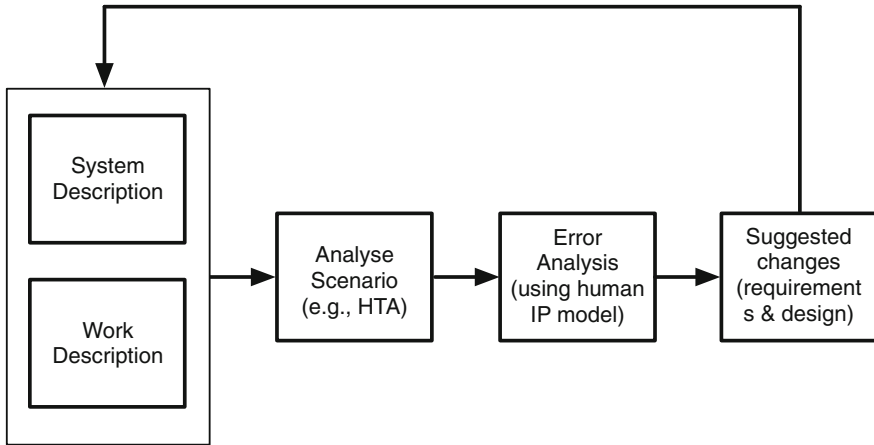 System
Description
Work
Description
Analyse
Scenario
(e.g., HTA)
Error
Analysis
(using human
IP model)
Suggested
changes
(requirement
s & design)